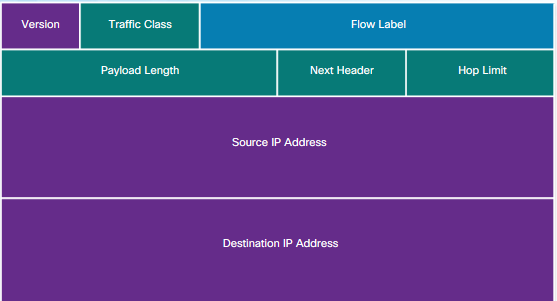 Version
Traffic Class
Flow Label
Payload Length
Next Header
Hop Limit
Source IP Address
Destination IP Address